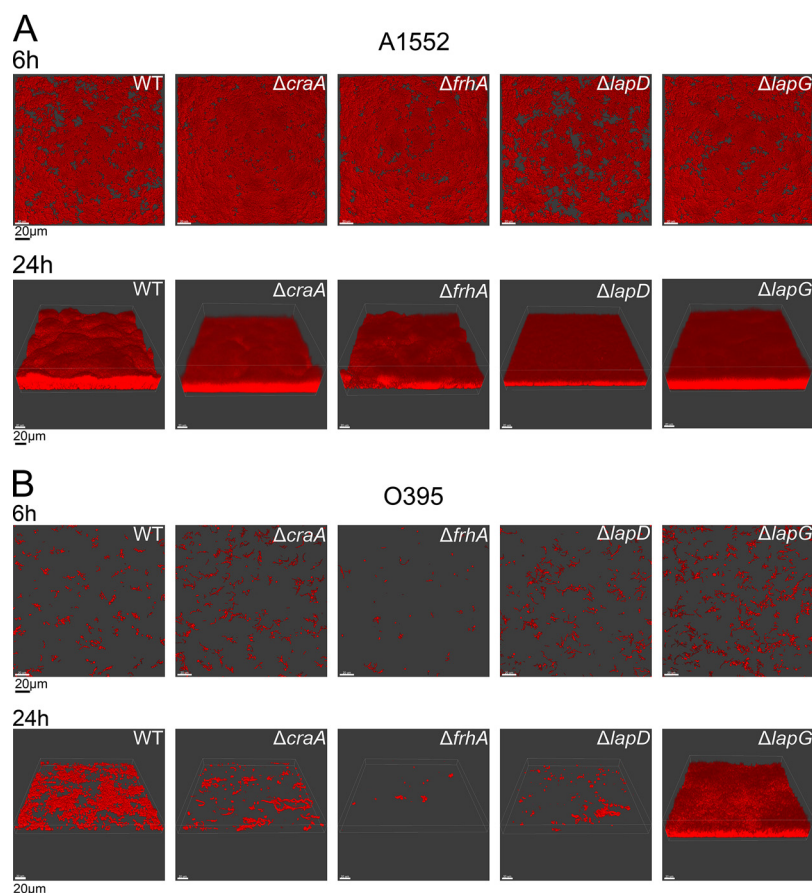 A
A1552
6h
WT ΔcraA ΔfrhA ΔlapD ΔlapG
20µm
24h
WT ΔcraA ΔfrhA ΔlapD ΔlapG
20µm
B
O395
6h
WT ΔcraA ΔfrhA ΔlapD ΔlapG
20µm
24h
WT ΔcraA ΔfrhA ΔlapD ΔlapG
20µm